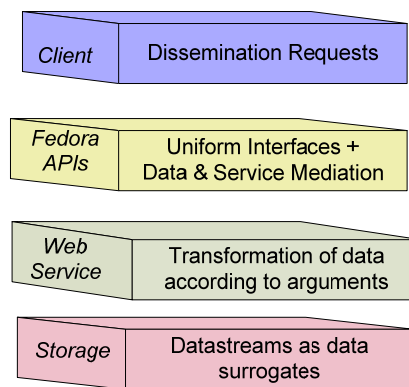 Client
Dissemination Requests
Fedora
APIs
Uniform Interfaces +
Data & Service Mediation
Web
Service
Transformation of data
according to arguments
Storage
Datastreams as data
surrogates